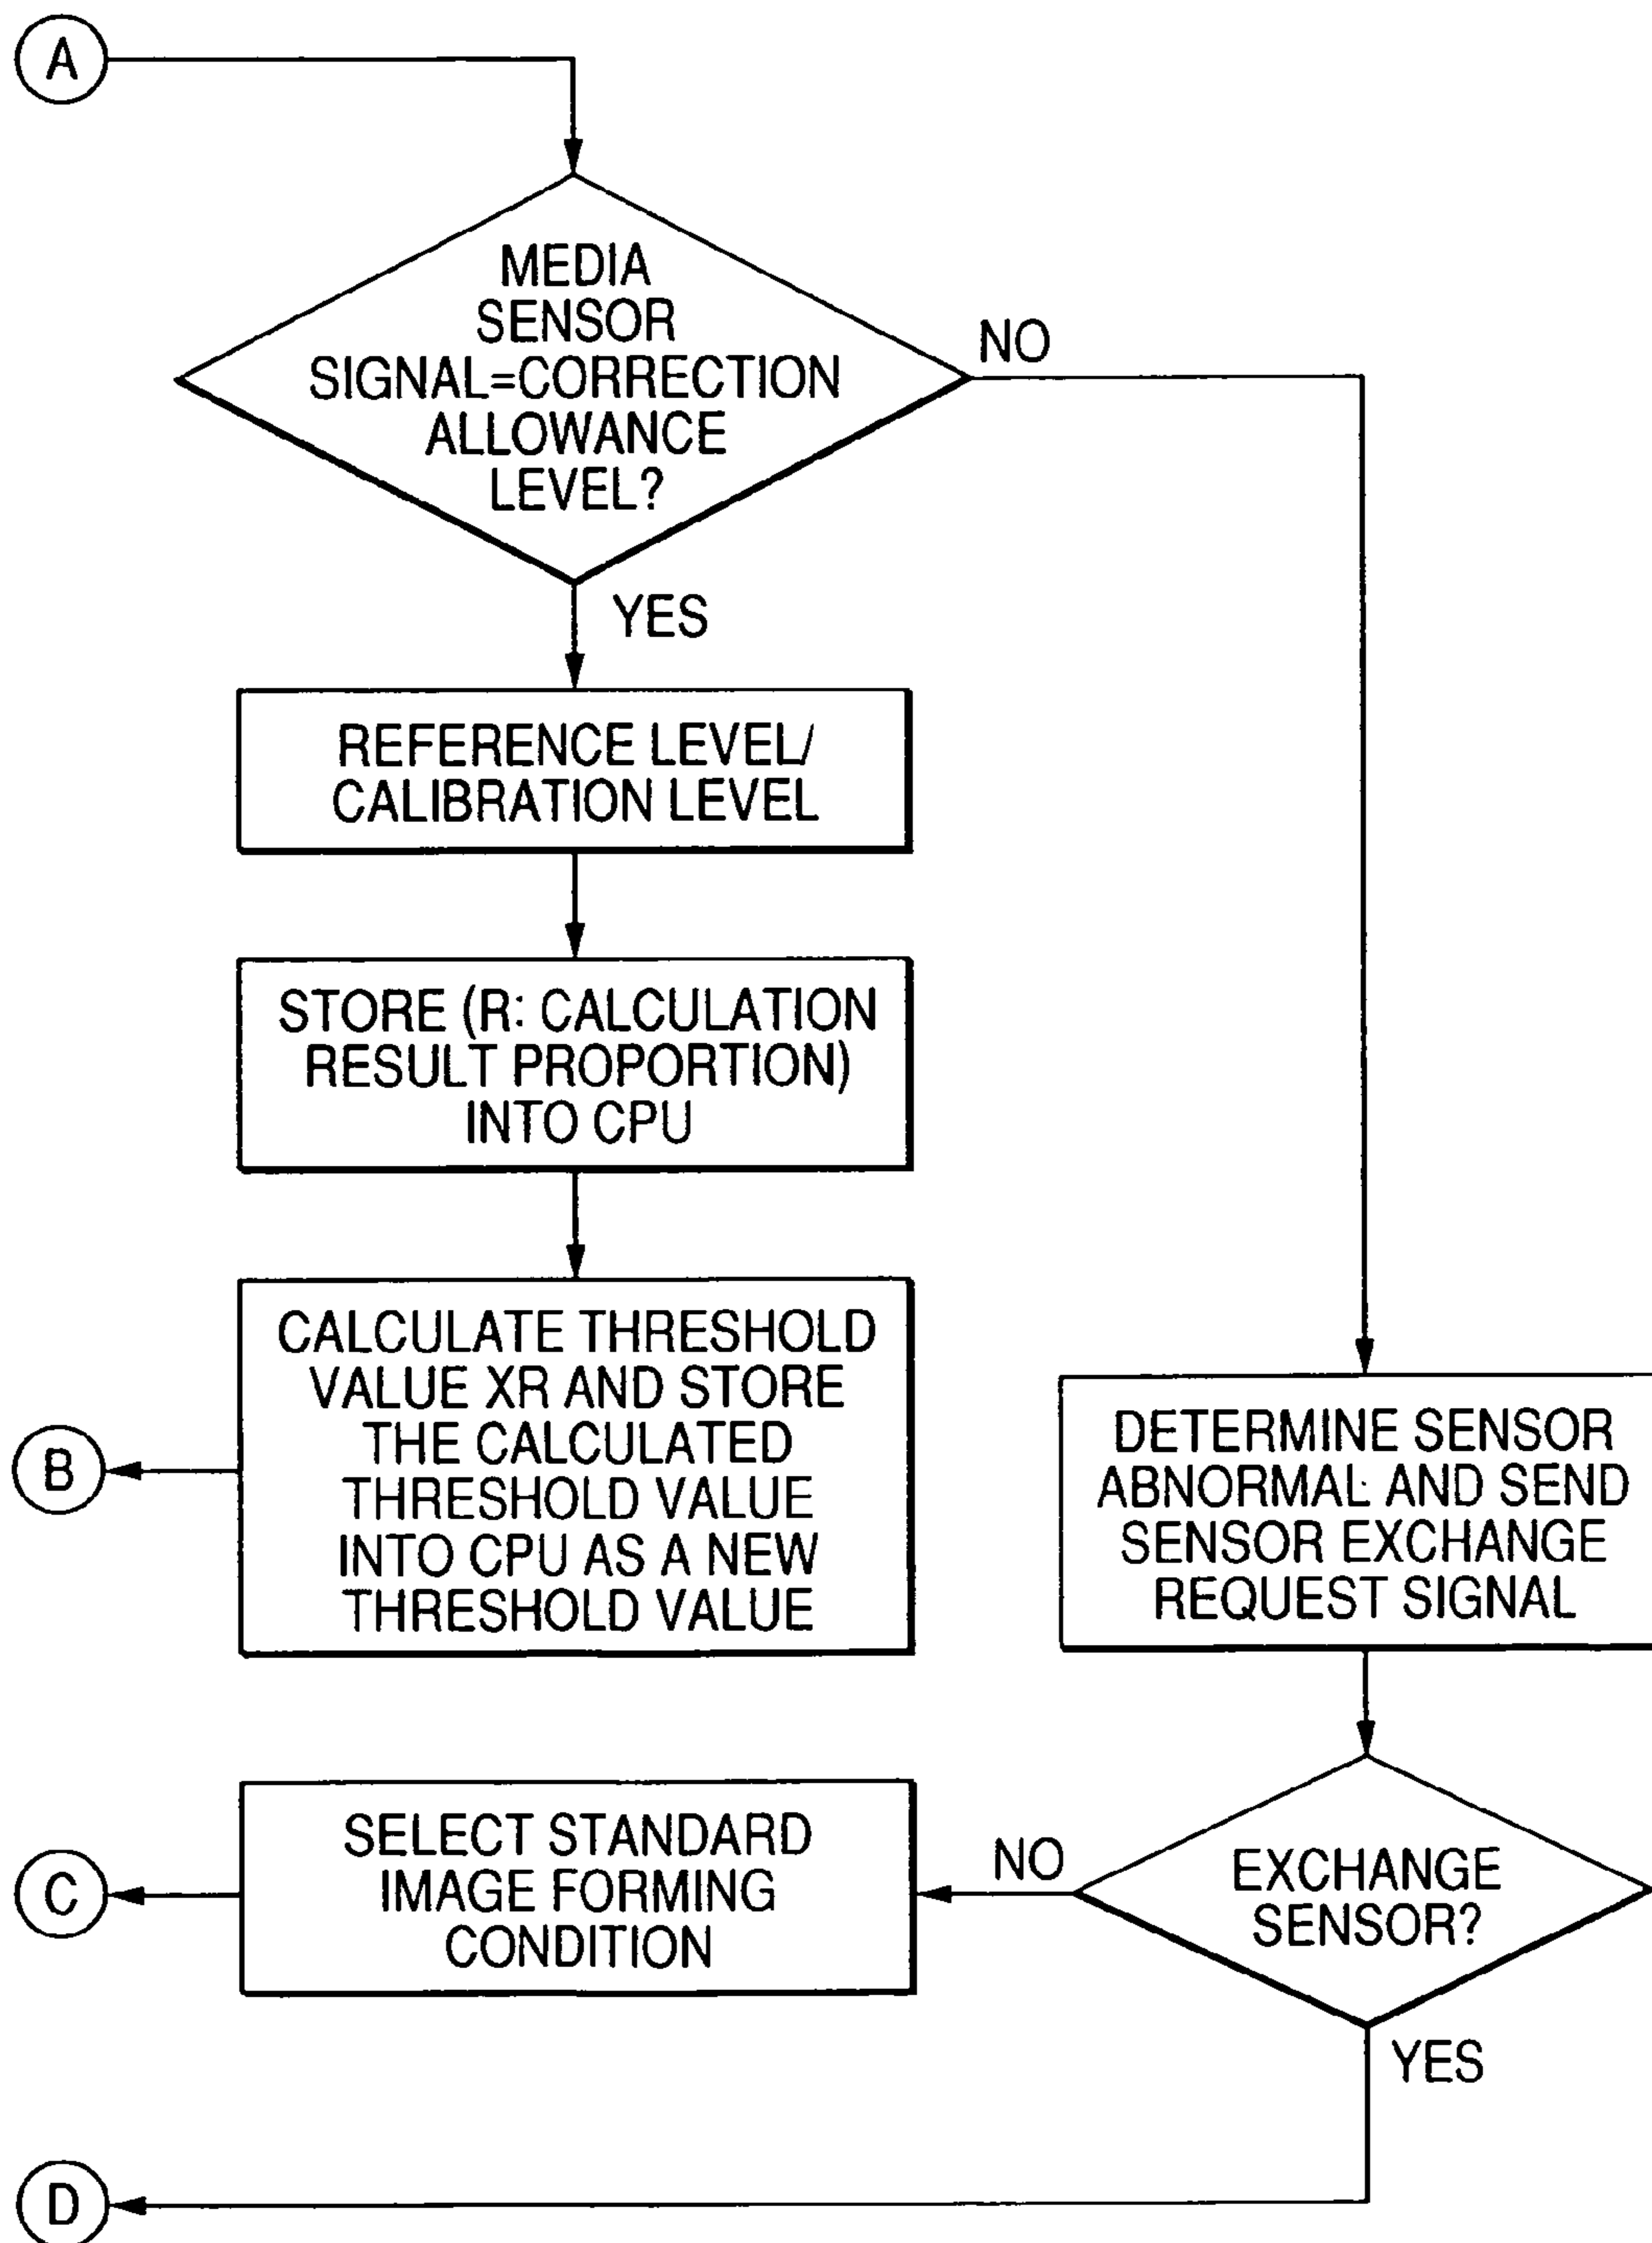 A
MEDIA
SENSOR
SIGNAL=CORRECTION
ALLOWANCE
LEVEL?
NO
YES
REFERENCE LEVEL/
CALIBRATION LEVEL
STORE (R: CALCULATION
RESULT PROPORTION)
INTO CPU
CALCULATE THRESHOLD
VALUE XR AND STORE
THE CALCULATED
THRESHOLD VALUE
INTO CPU AS A NEW
THRESHOLD VALUE
B
DETERMINE SENSOR
ABNORMAL AND SEND
SENSOR EXCHANGE
REQUEST SIGNAL
EXCHANGE
SENSOR?
NO
SELECT STANDARD
IMAGE FORMING
CONDITION
C
YES
D